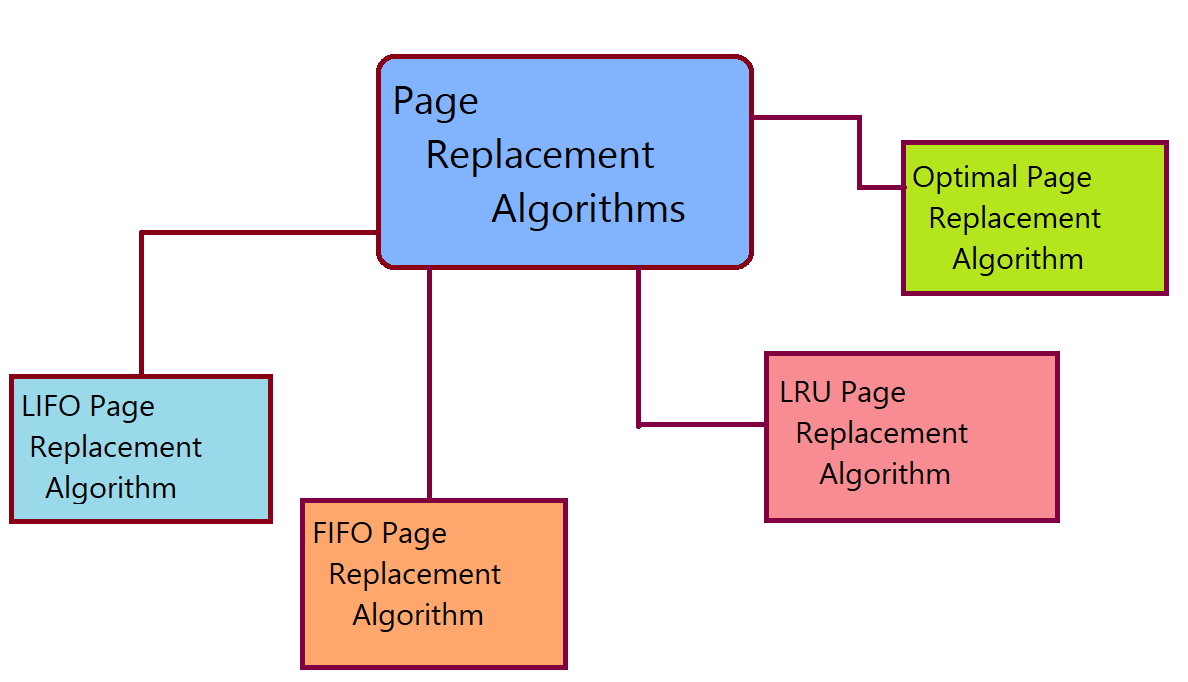 Page
Replacement
Algorithms
Optimal Page
Replacement
Algorithm
LIFO Page
Replacement
Algorithm
FIFO Page
Replacement
Algorithm
LRU Page
Replacement
Algorithm